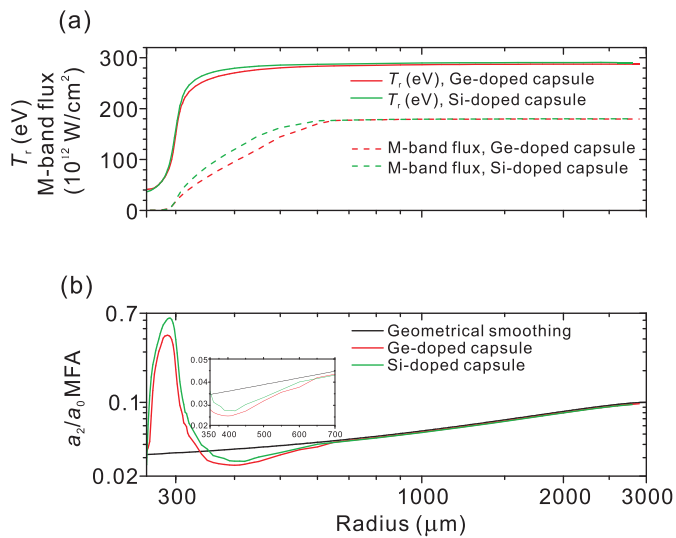 (a)
T_r (eV)
M-band flux
(10^12 W/cm^2)
300
200
100
0
T_r (eV), Ge-doped capsule
T_r (eV), Si-doped capsule
M-band flux, Ge-doped capsule
M-band flux, Si-doped capsule
(b)
a_2/a_0 MFA
0.7
0.1
0.02
Geometrical smoothing
Ge-doped capsule
Si-doped capsule
0.05
0.04
0.03
0.02
350 400 500 600 700
300 1000 2000 3000
Radius (μm)